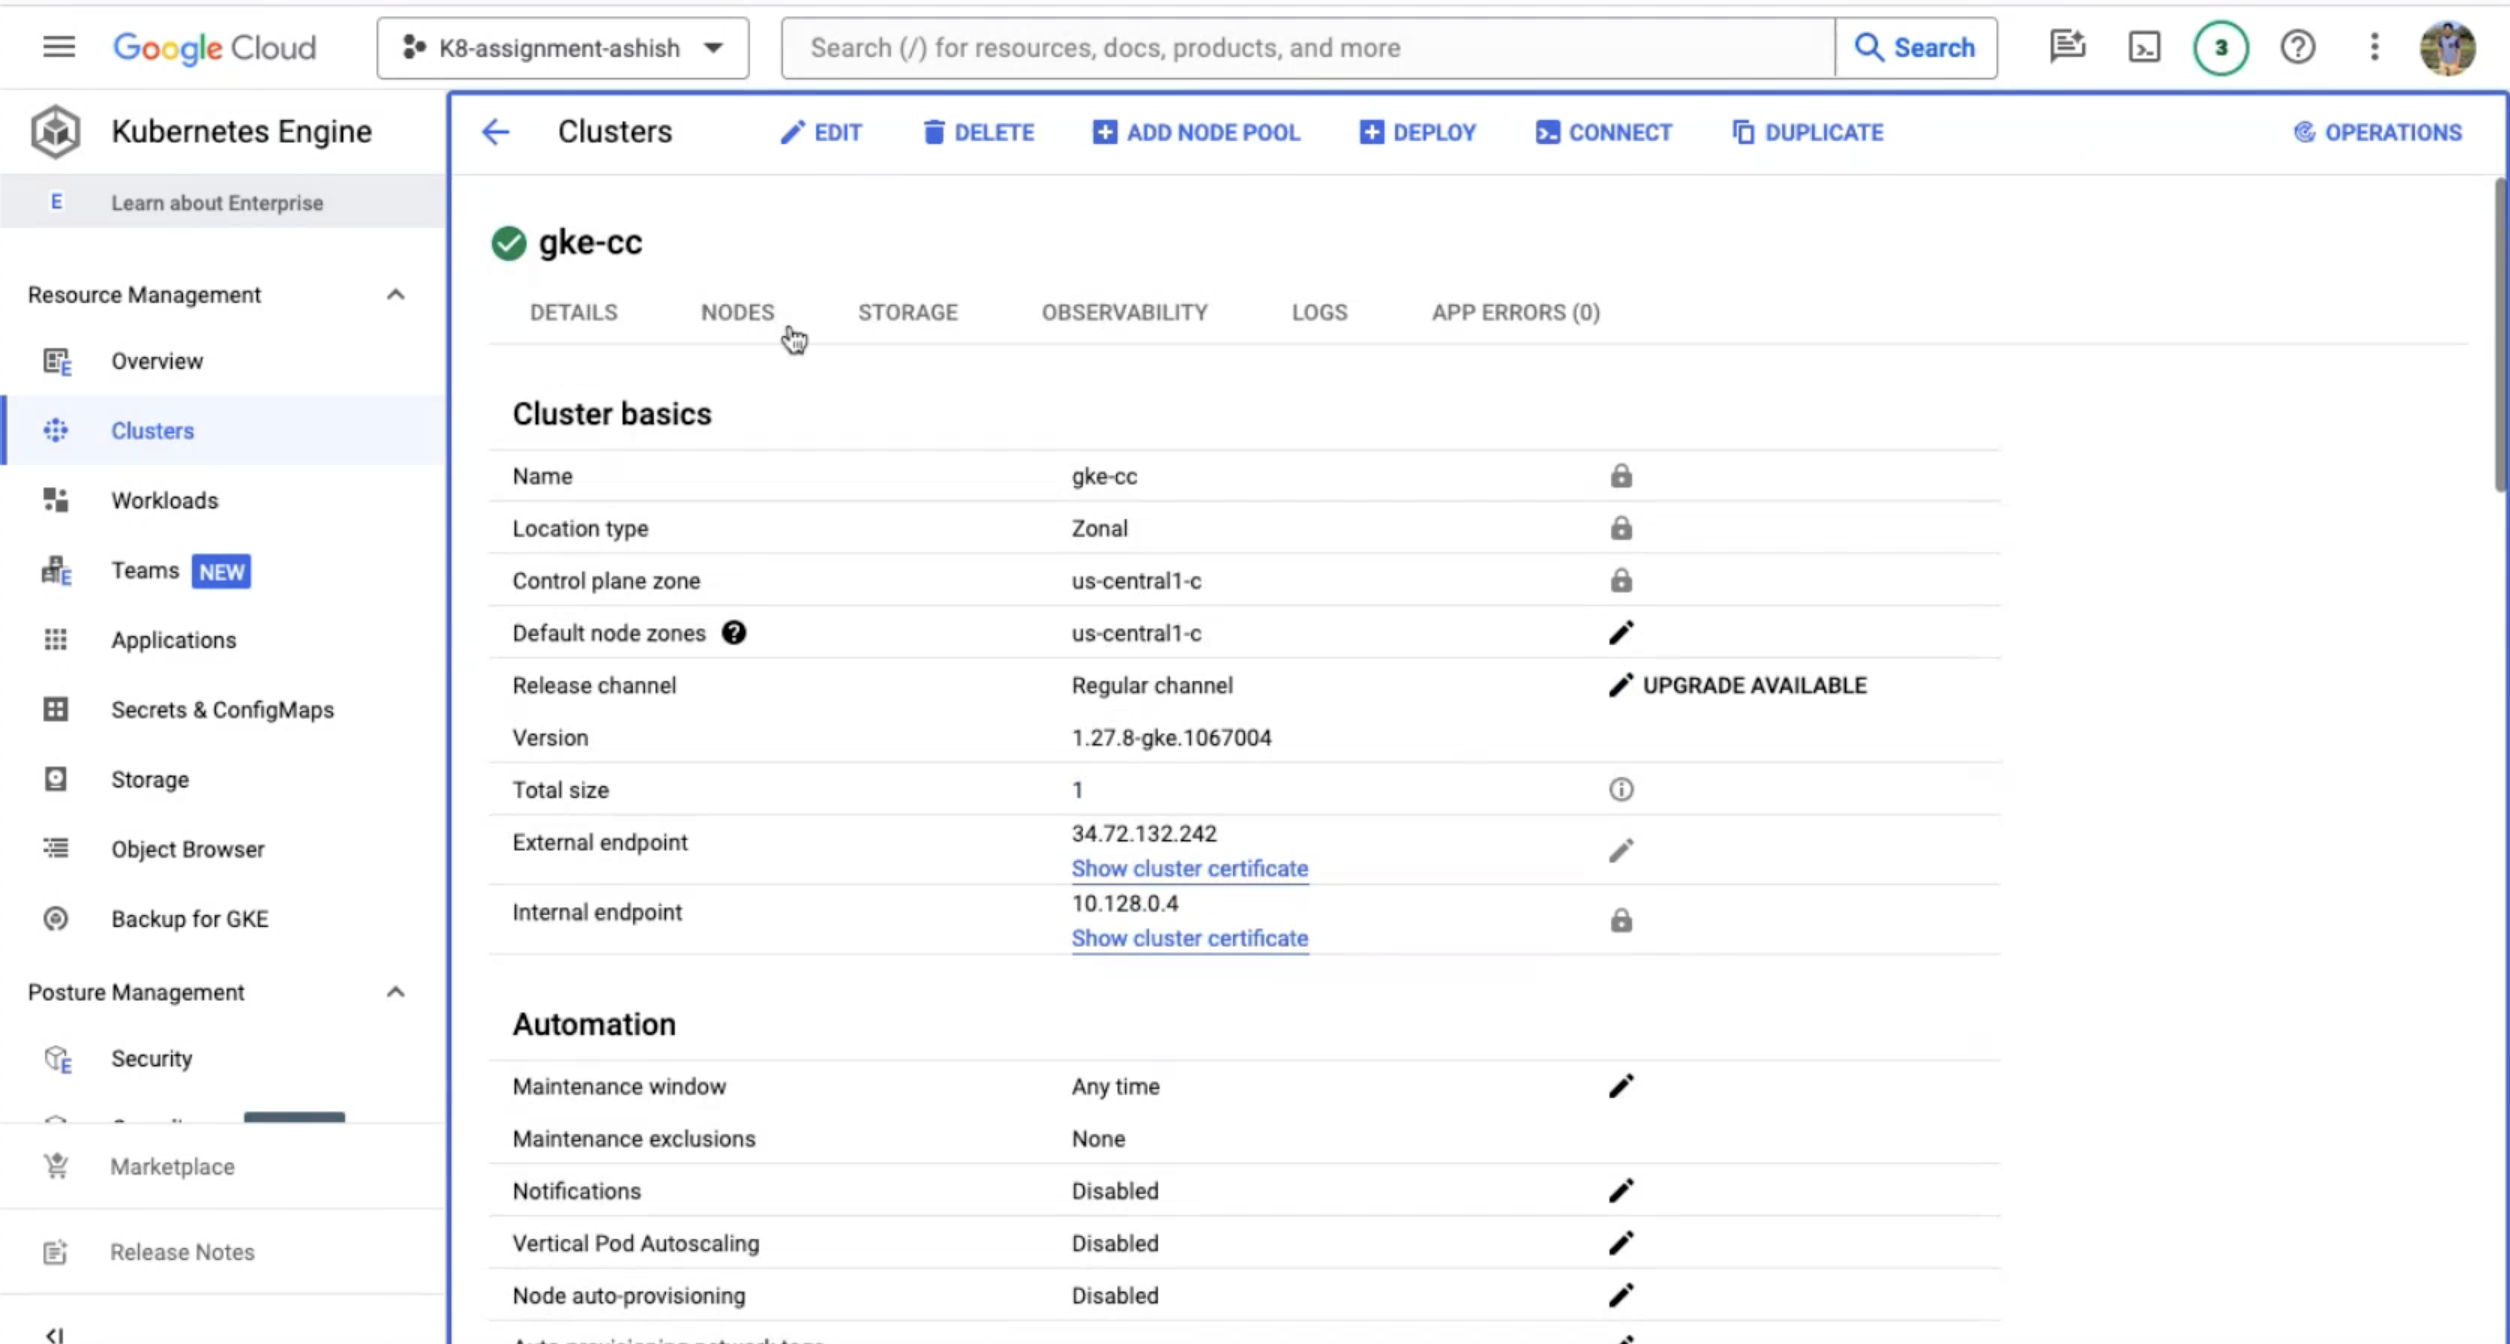 Google Cloud
K8-assignment-ashish
Search (/) for resources, docs, products, and more
Search
3
Kubernetes Engine
E Learn about Enterprise
Resource Management
Overview
Clusters
Workloads
Teams NEW
Applications
Secrets & ConfigMaps
Storage
Object Browser
Backup for GKE
Posture Management
Security
Marketplace
Release Notes
Clusters
EDIT
DELETE
ADD NODE POOL
DEPLOY
CONNECT
DUPLICATE
OPERATIONS
gke-cc
DETAILS NODES STORAGE OBSERVABILITY LOGS APP ERRORS (0)
Cluster basics
Name gke-cc
Location type Zonal
Control plane zone us-central1-c
Default node zones us-central1-c
Release channel Regular channel UPGRADE AVAILABLE
Version 1.27.8-gke.1067004
Total size 1
External endpoint 34.72.132.242
Show cluster certificate
Internal endpoint 10.128.0.4
Show cluster certificate
Automation
Maintenance window Any time
Maintenance exclusions None
Notifications Disabled
Vertical Pod Autoscaling Disabled
Node auto-provisioning Disabled